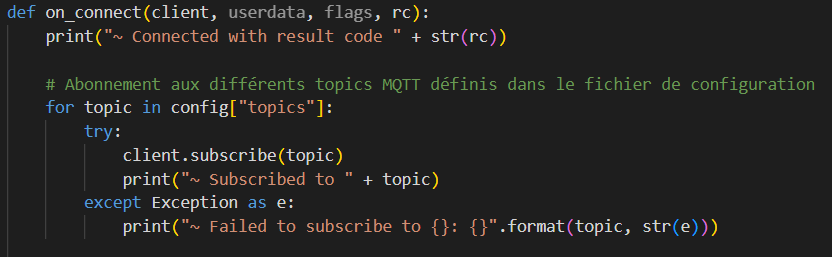 def on_connect(client, userdata, flags, rc):
    print("~ Connected with result code " + str(rc))

    # Abonnement aux différents topics MQTT définis dans le fichier de configuration
    for topic in config["topics"]:
        try:
            client.subscribe(topic)
            print("~ Subscribed to " + topic)
        except Exception as e:
            print("~ Failed to subscribe to {}: {}".format(topic, str(e)))